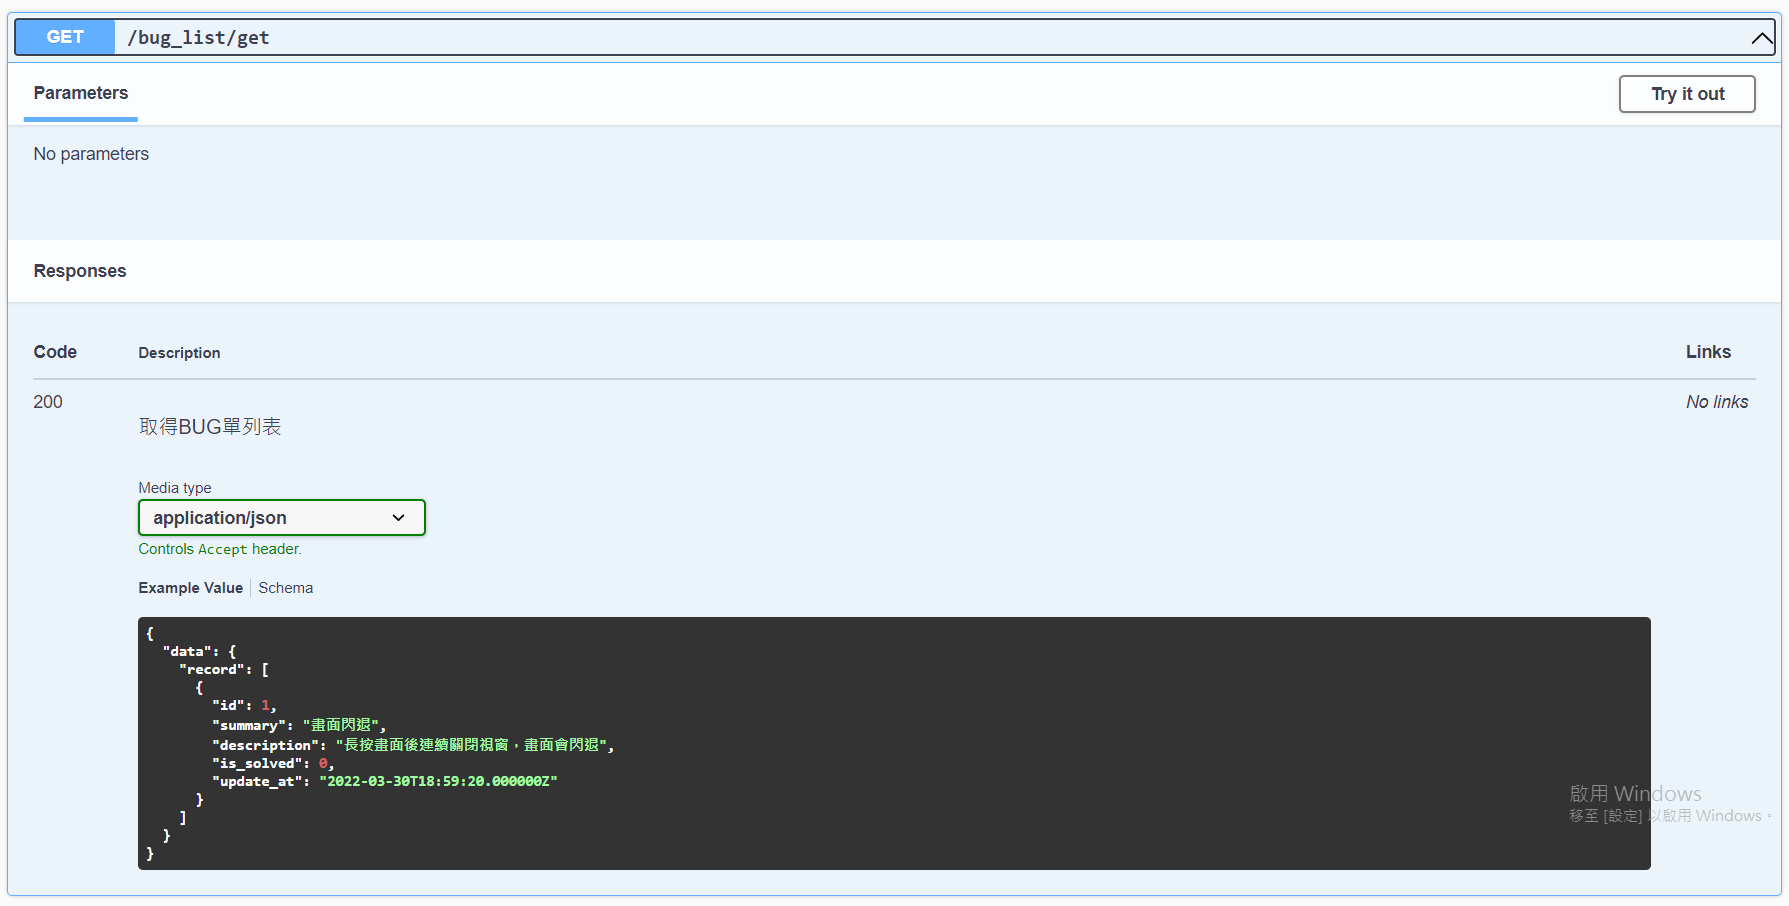 GET /bug_list/get
Parameters
Try it out
No parameters
Responses
Code Description Links
200 No links
取得BUG單列表
Media type
application/json
Controls Accept header.
Example Value Schema
{
"data": {
"record": [
{
"id": 1,
"summary": "畫面閃退",
"description": "長按畫面後連續關閉視窗，畫面會閃退",
"is_solved": 0,
"update_at": "2022-03-30T18:59:20.000000Z"
}
]
}
}
啟用 Windows
移至 [設定] 以啟用 Windows。